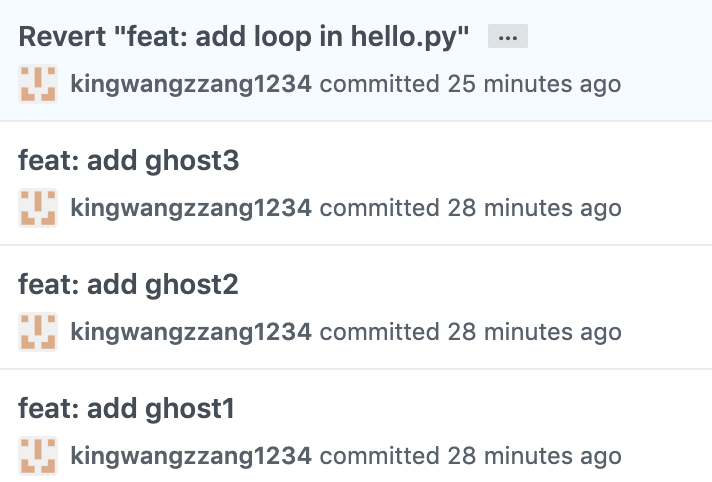 Revert "feat: add loop in hello.py" ...
kingwangzzang1234 committed 25 minutes ago
feat: add ghost3
kingwangzzang1234 committed 28 minutes ago
feat: add ghost2
kingwangzzang1234 committed 28 minutes ago
feat: add ghost1
kingwangzzang1234 committed 28 minutes ago